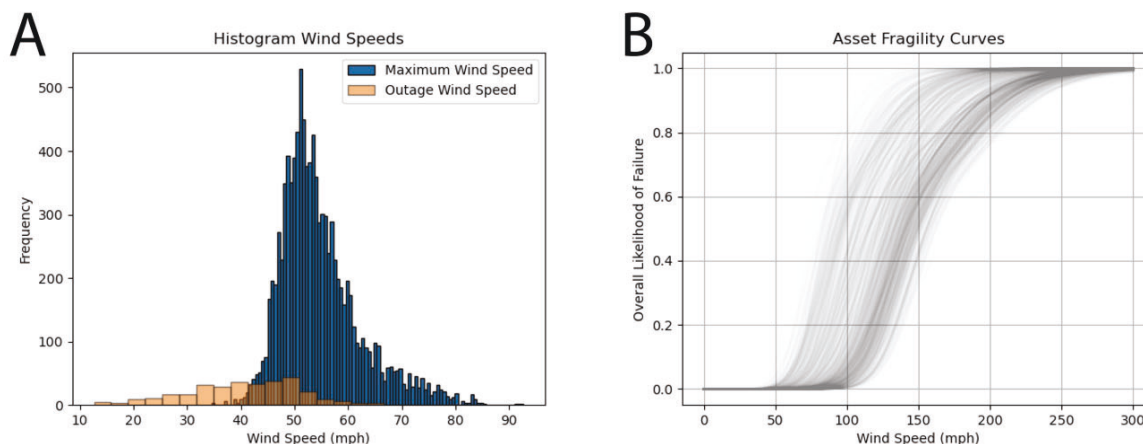 A
Histogram Wind Speeds
Maximum Wind Speed
Outage Wind Speed
Frequency
500
400
300
200
100
0
10 20 30 40 50 60 70 80 90
Wind Speed (mph)
B
Asset Fragility Curves
Overall Likelihood of Failure
1.0
0.8
0.6
0.4
0.2
0.0
0 50 100 150 200 250 300
Wind Speed (mph)